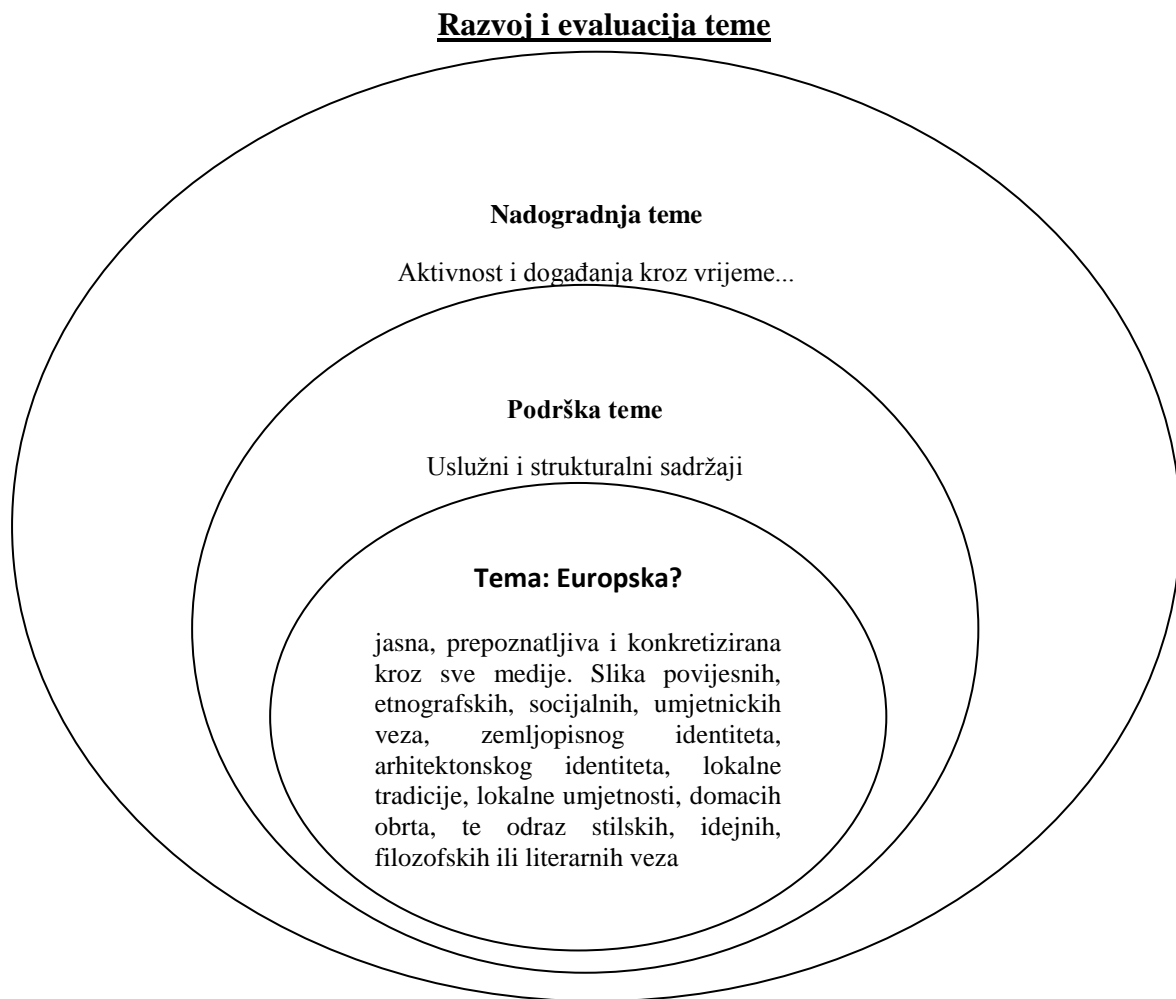 Razvoj i evaluacija teme
Nadogradnja teme
Aktivnost i događanja kroz vrijeme...
Podrška teme
Uslužni i strukturalni sadržaji
Tema: Europska?
jasna, prepoznatljiva i konkretizirana
kroz sve medije. Slika povijesnih,
etnografskih, socijalnih, umjetnickih
veza, zemljopisnog identiteta,
arhitektonskog identiteta, lokalne
tradicije, lokalne umjetnosti, domacih
obrta, te odraz stilskih, idejnih,
filozofskih ili literarnih veza